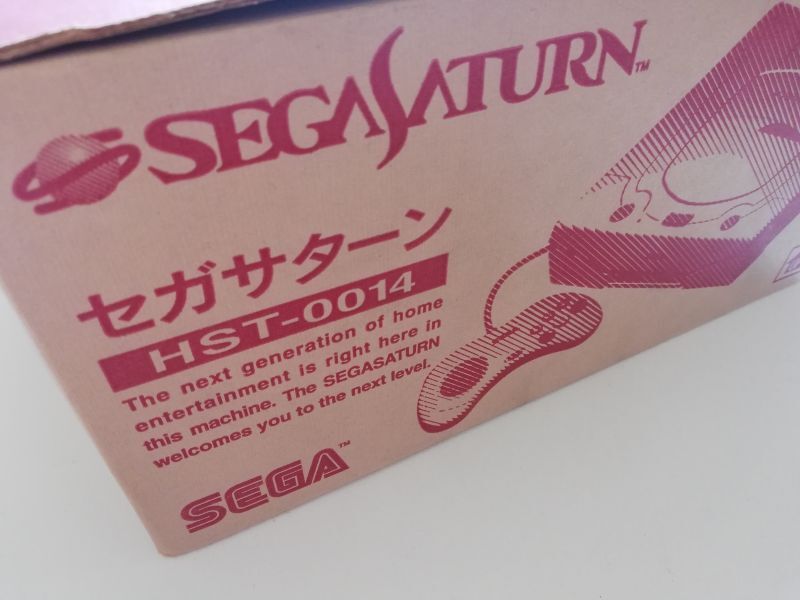 SEGASATURN™
セガサターン
HST-0014
The next generation of home
entertainment is right here in
this machine. The SEGASATURN
welcomes you to the next level.
SEGA™